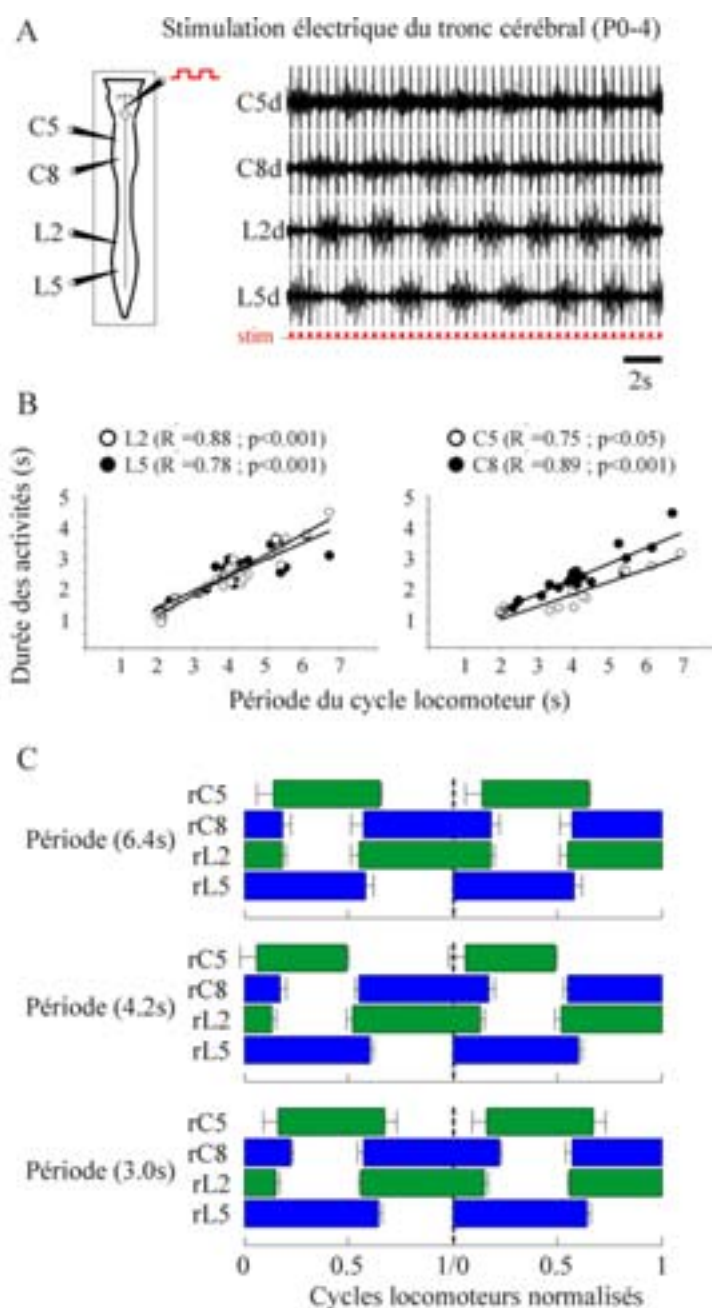 A
Stimulation électrique du tronc cérébral (P0-4)
C5
C8
L2
L5
C5d
C8d
L2d
L5d
stim
2s
B
L2 (R =0.88 ; p<0.001)
L5 (R =0.78 ; p<0.001)
C5 (R =0.75 ; p<0.05)
C8 (R =0.89 ; p<0.001)
Durée des activités (s)
5
4
3
2
1
1 2 3 4 5 6 7
5
4
3
2
1
1 2 3 4 5 6 7
Période du cycle locomoteur (s)
C
Période (6.4s)
rC5
rC8
rL2
rL5
Période (4.2s)
rC5
rC8
rL2
rL5
Période (3.0s)
rC5
rC8
rL2
rL5
0 0.5 1/0 0.5 1
Cycles locomoteurs normalisés